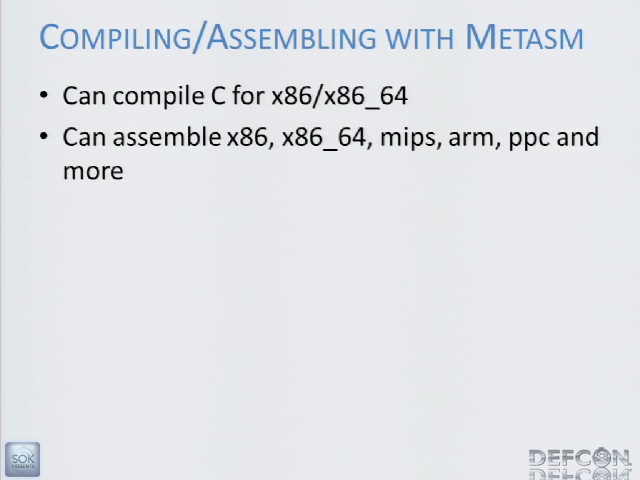 COMPILING/ASSEMBLING WITH METASM
• Can compile C for x86/x86_64
• Can assemble x86, x86_64, mips, arm, ppc and
more
SOK
DEFCON